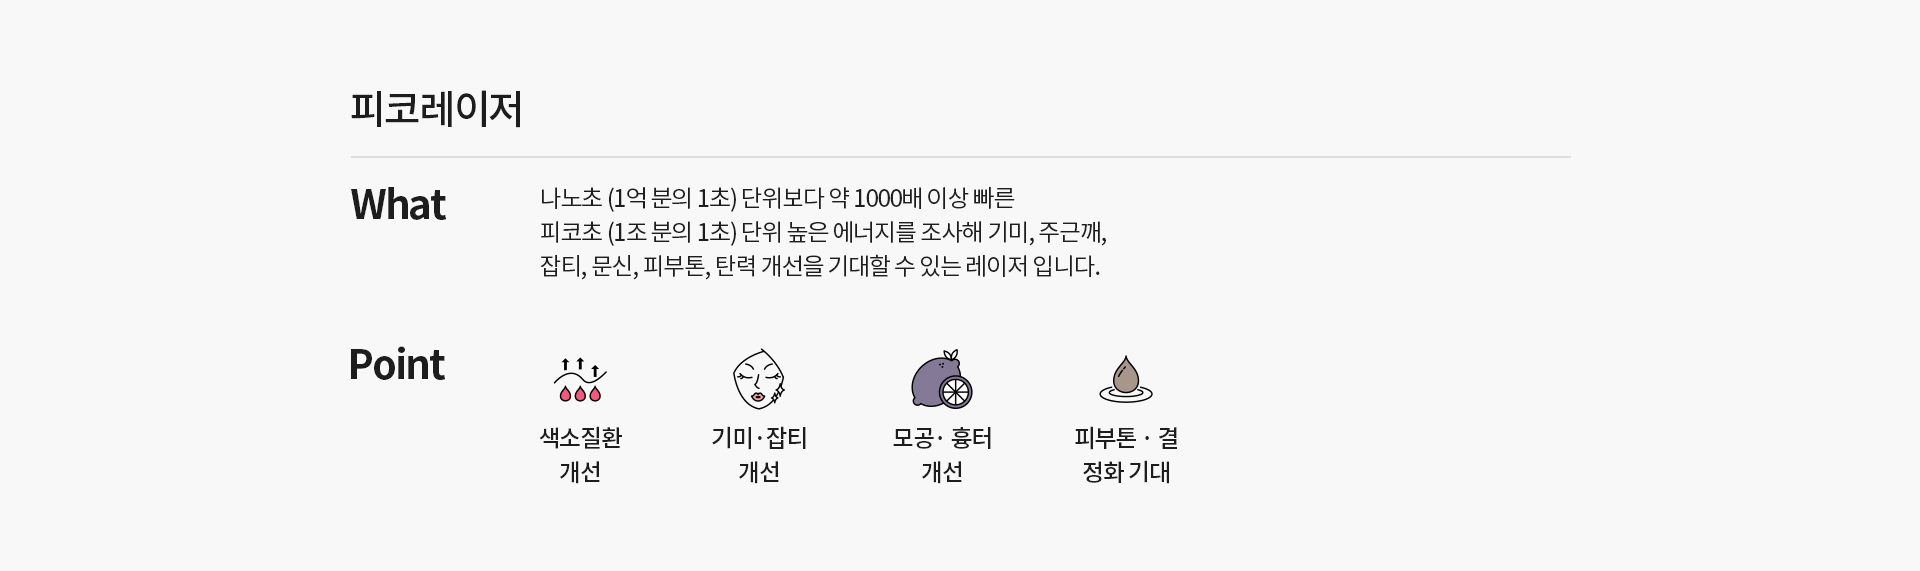 피코레이저
What
나노초 (1억 분의 1초) 단위보다 약 1000배 이상 빠른
피코초 (1조 분의 1초) 단위 높은 에너지를 조사해 기미, 주근깨,
잡티, 문신, 피부톤, 탄력 개선을 기대할 수 있는 레이저 입니다.
Point
색소질환
개선
기미·잡티
개선
모공· 흉터
개선
피부톤 · 결
정화 기대